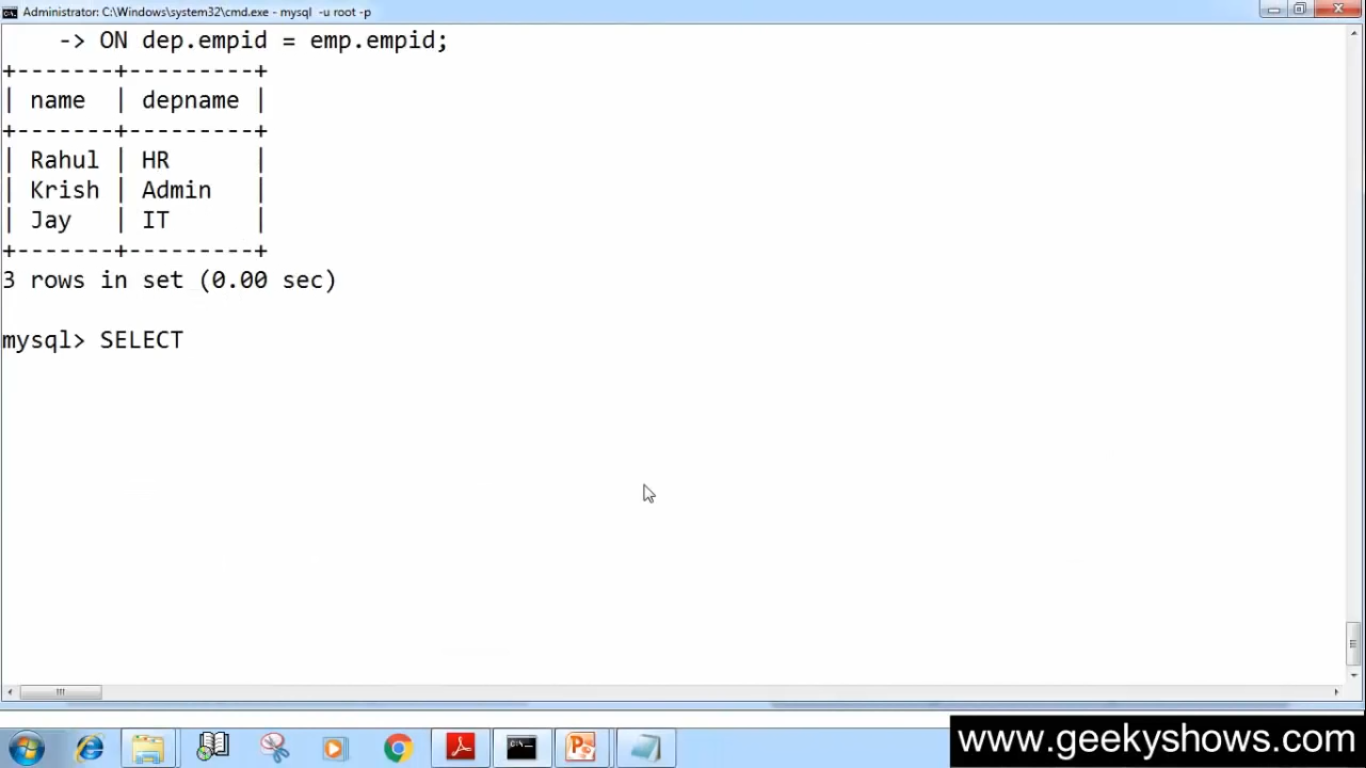 Administrator: C:\Windows\system32\cmd.exe - mysql -u root -p
-> ON dep.empid = emp.empid;
+-------+---------+
| name  | depname |
+-------+---------+
| Rahul | HR      |
| Krish | Admin   |
| Jay   | IT      |
+-------+---------+
3 rows in set (0.00 sec)
mysql> SELECT
www.geekyshows.com